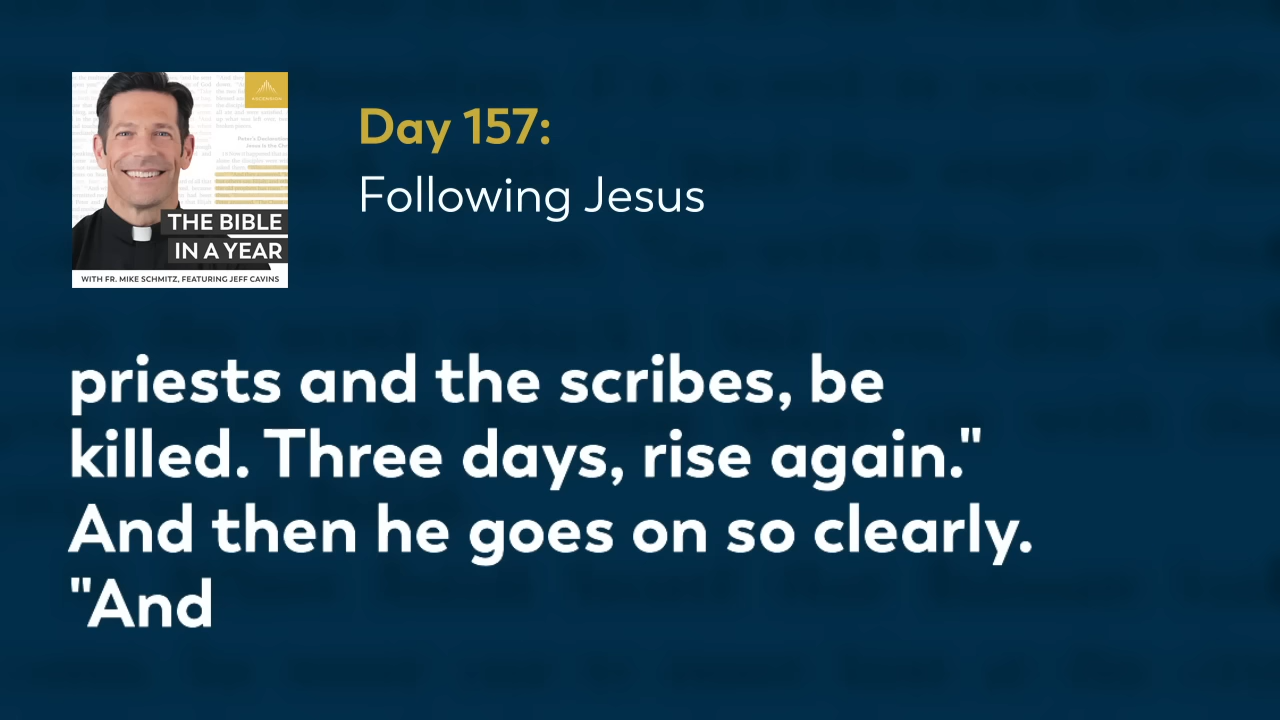 Day 157:
Following Jesus
THE BIBLE
IN A YEAR
WITH FR. MIKE SCHMITZ, FEATURING JEFF CAVINS
priests and the scribes, be
killed. Three days, rise again."
And then he goes on so clearly.
"And